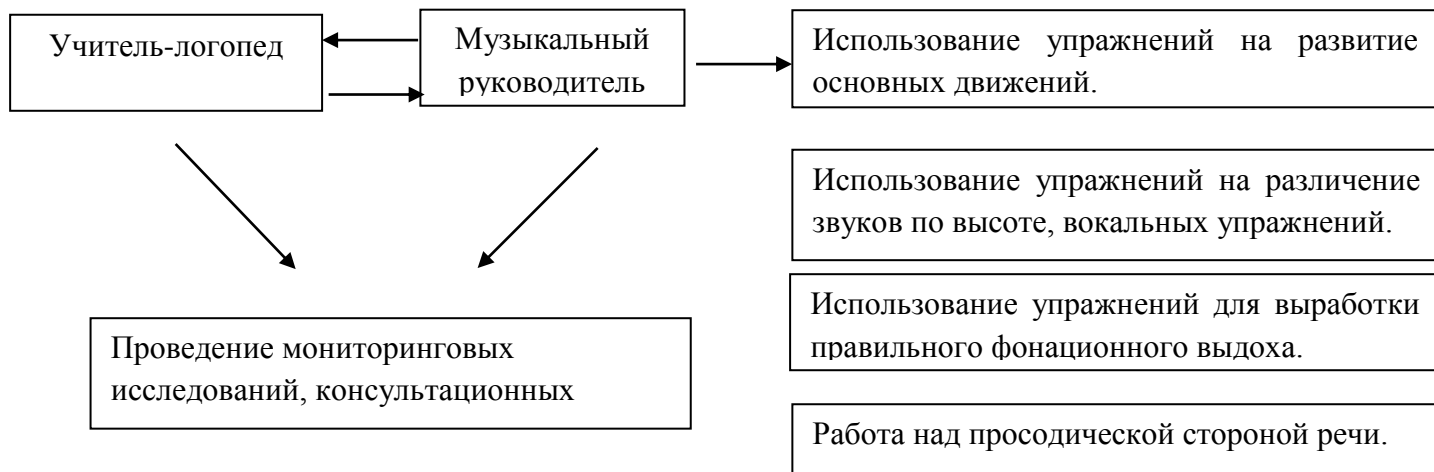 Учитель-логопед
Музыкальный
руководитель
Использование упражнений на развитие
основных движений.
Использование упражнений на различение
звуков по высоте, вокальных упражнений.
Использование упражнений для выработки
правильного фонационного выдоха.
Проведение мониторинговых
исследований, консультационных
Работа над просодической стороной речи.